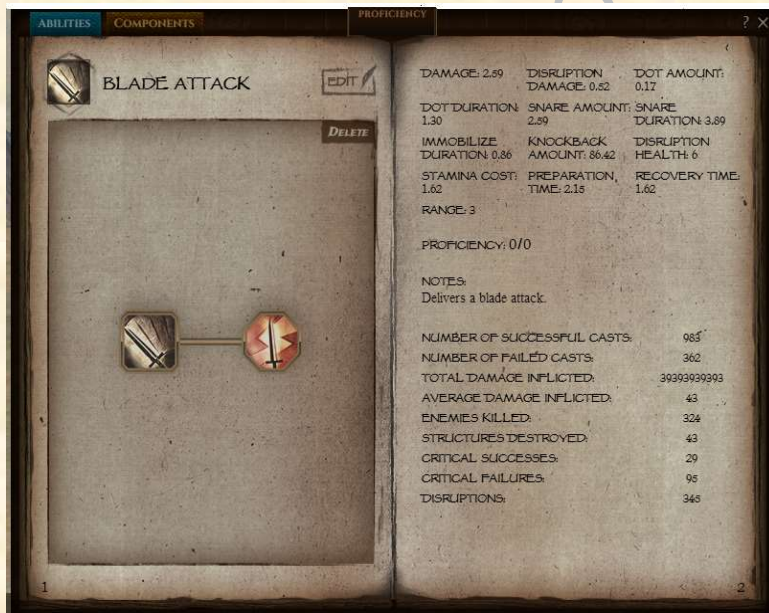 ABILITIES COMPONENTS PROFICIENCY ? ×
BLADE ATTACK EDIT
DELETE
1
DAMAGE: 2.59 DISRUPTION DAMAGE: 0.52 DOT AMOUNT: 0.17
DOT DURATION: 1.30 SNARE AMOUNT: 2.59 SNARE DURATION: 3.89
IMMOBILIZE DURATION: 0.86 KNOCKBACK AMOUNT: 86.42 DISRUPTION HEALTH: 6
STAMINA COST: 1.62 PREPARATION TIME: 2.15 RECOVERY TIME: 1.62
RANGE: 3
PROFICIENCY: 0/0
NOTES:
Delivers a blade attack.
NUMBER OF SUCCESSFUL CASTS: 983
NUMBER OF FAILED CASTS: 362
TOTAL DAMAGE INFLICTED: 39393939393
AVERAGE DAMAGE INFLICTED: 43
ENEMIES KILLED: 324
STRUCTURES DESTROYED: 43
CRITICAL SUCCESSES: 29
CRITICAL FAILURES: 95
DISRUPTIONS: 345
2